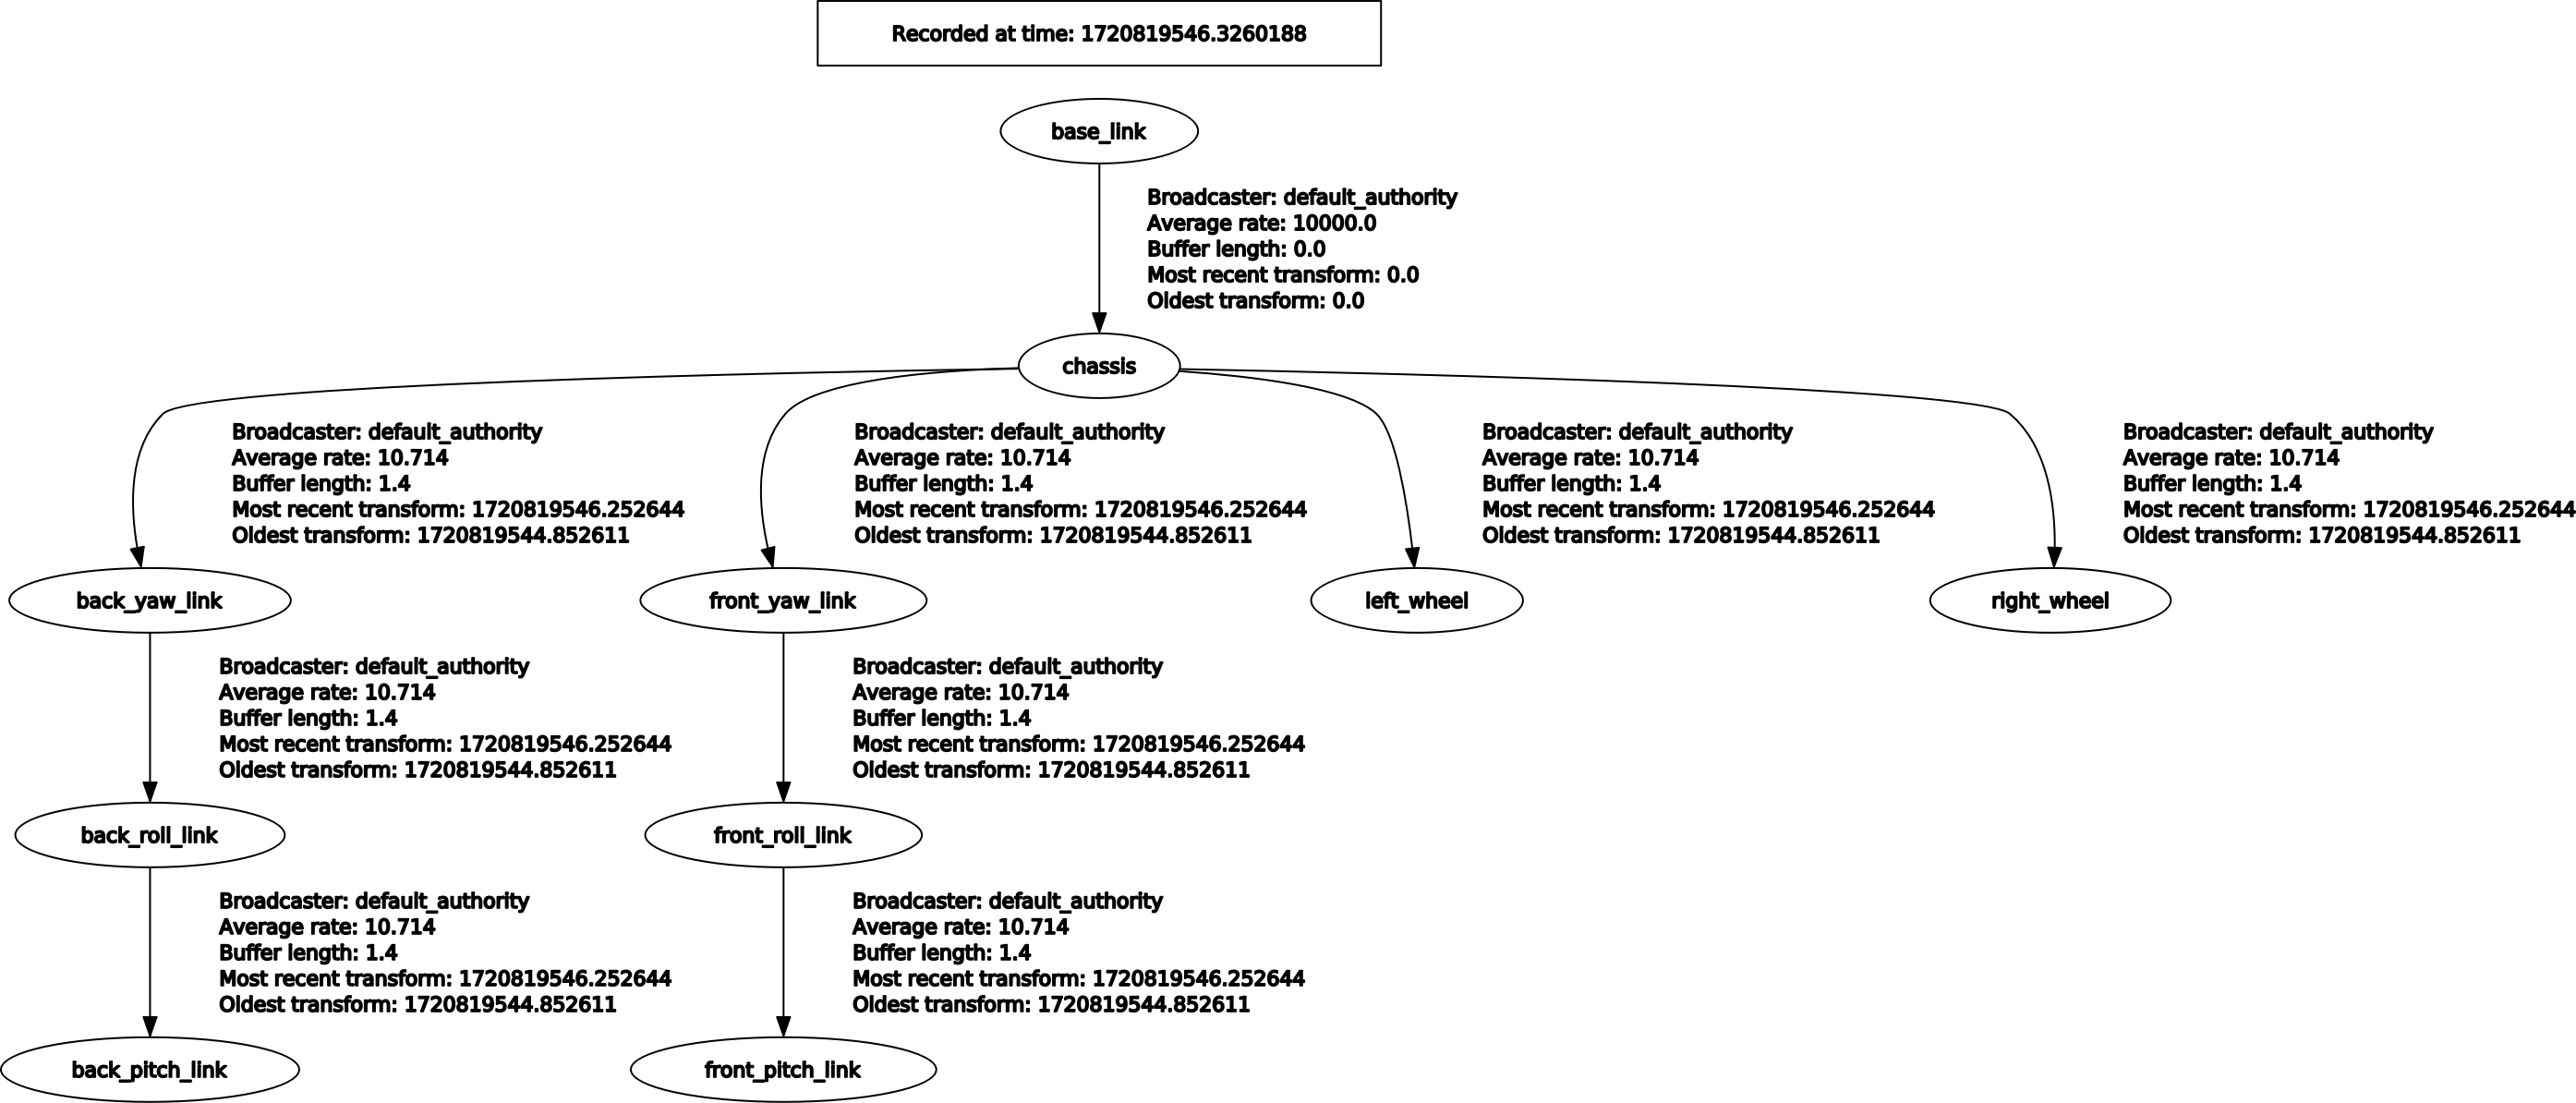 Recorded at time: 1720819546.3260188
base_link
Broadcaster: default_authority
Average rate: 10000.0
Buffer length: 0.0
Most recent transform: 0.0
Oldest transform: 0.0
chassis
Broadcaster: default_authority
Average rate: 10.714
Buffer length: 1.4
Most recent transform: 1720819546.252644
Oldest transform: 1720819544.852611
Broadcaster: default_authority
Average rate: 10.714
Buffer length: 1.4
Most recent transform: 1720819546.252644
Oldest transform: 1720819544.852611
Broadcaster: default_authority
Average rate: 10.714
Buffer length: 1.4
Most recent transform: 1720819546.252644
Oldest transform: 1720819544.852611
Broadcaster: default_authority
Average rate: 10.714
Buffer length: 1.4
Most recent transform: 1720819546.252644
Oldest transform: 1720819544.852611
back_yaw_link
front_yaw_link
left_wheel
right_wheel
Broadcaster: default_authority
Average rate: 10.714
Buffer length: 1.4
Most recent transform: 1720819546.252644
Oldest transform: 1720819544.852611
Broadcaster: default_authority
Average rate: 10.714
Buffer length: 1.4
Most recent transform: 1720819546.252644
Oldest transform: 1720819544.852611
back_roll_link
front_roll_link
Broadcaster: default_authority
Average rate: 10.714
Buffer length: 1.4
Most recent transform: 1720819546.252644
Oldest transform: 1720819544.852611
Broadcaster: default_authority
Average rate: 10.714
Buffer length: 1.4
Most recent transform: 1720819546.252644
Oldest transform: 1720819544.852611
back_pitch_link
front_pitch_link